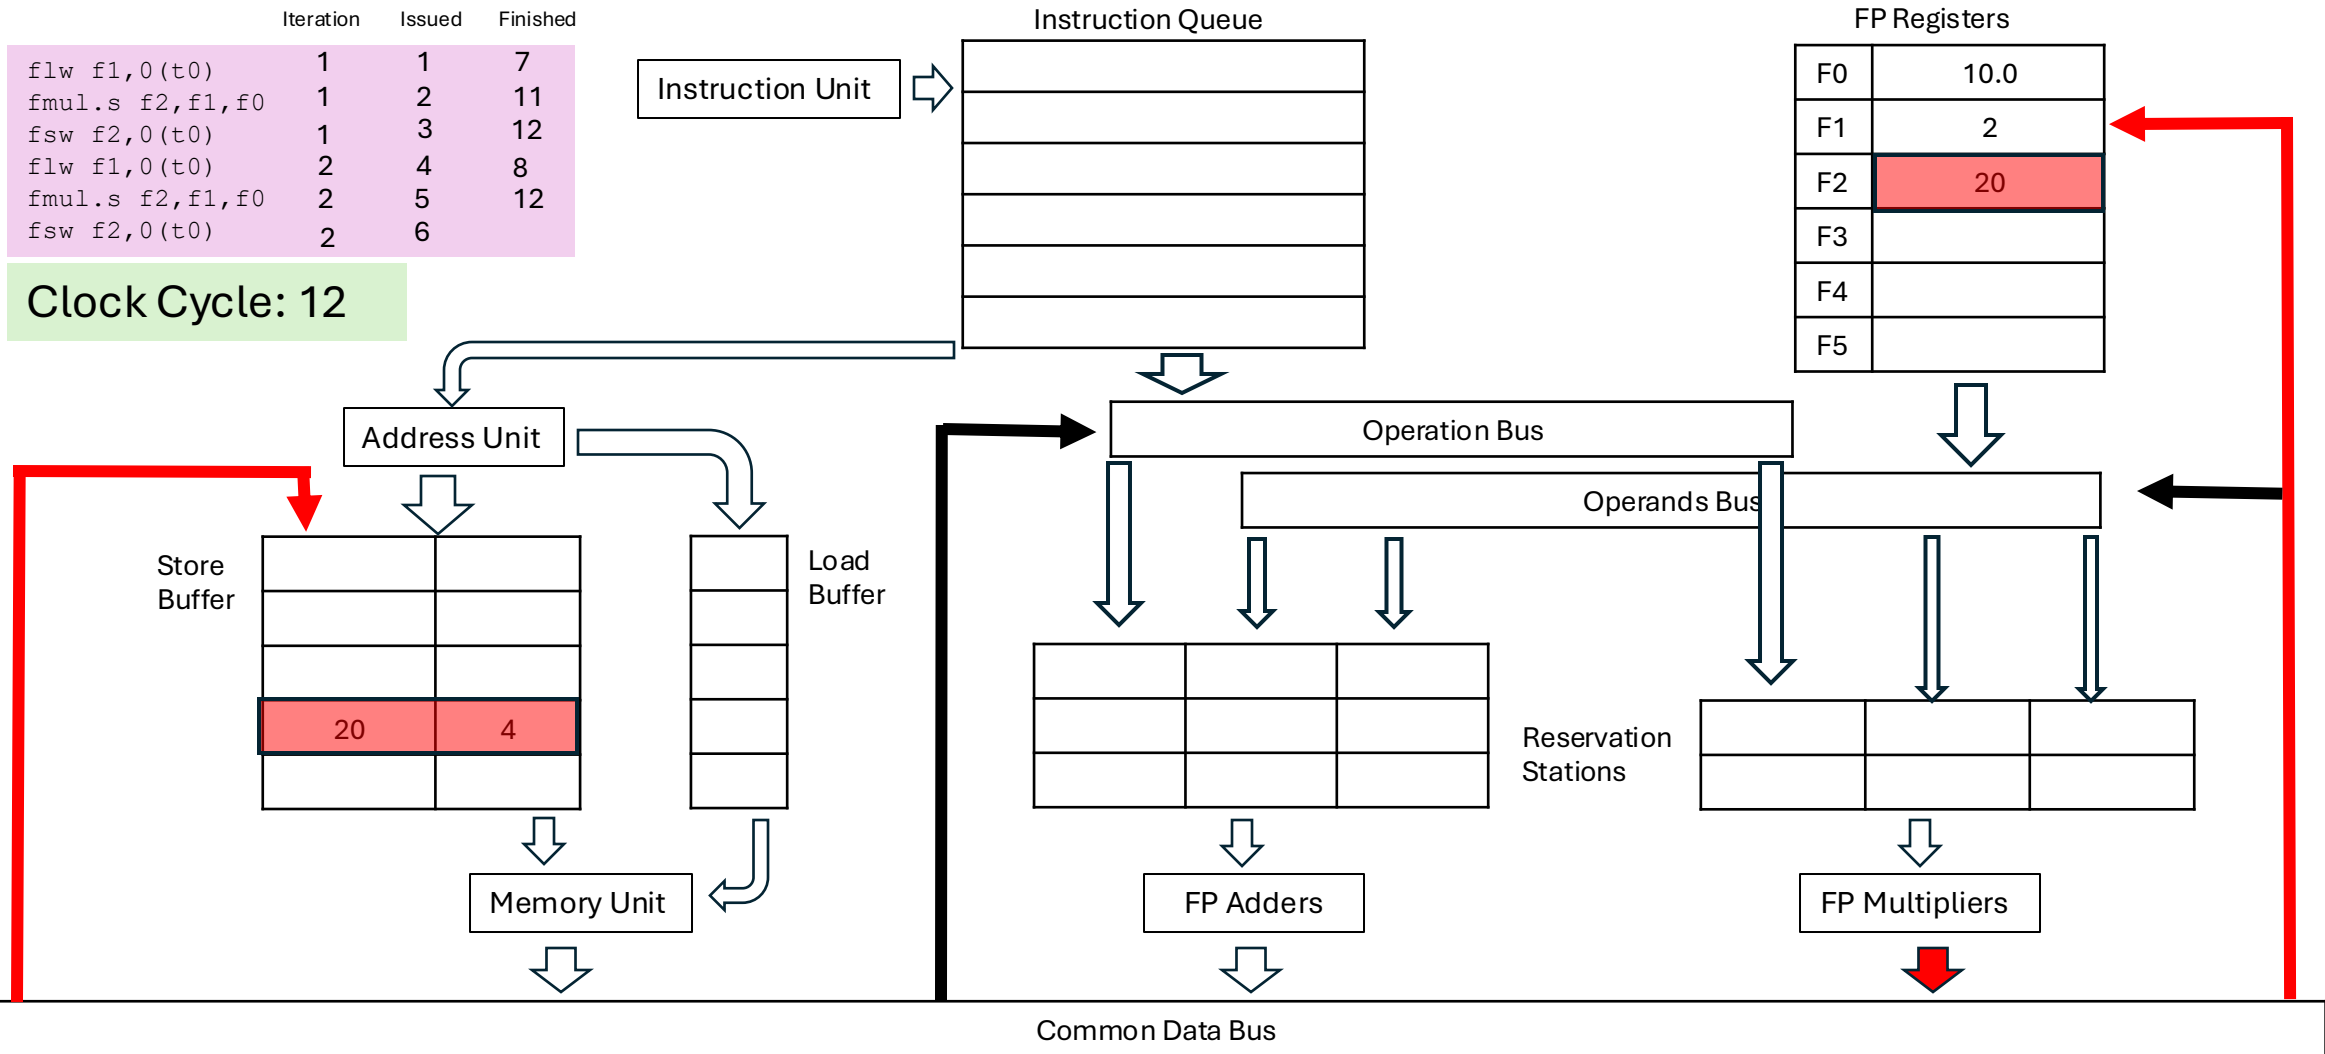 Iteration Issued Finished
flw f1,0(t0) 1 1 7
fmul.s f2,f1,f0 1 2 11
fsw f2,0(t0) 1 3 12
flw f1,0(t0) 2 4 8
fmul.s f2,f1,f0 2 5 12
fsw f2,0(t0) 2 6
Clock Cycle: 12
Instruction Queue
Instruction Unit
FP Registers
F0 10.0
F1 2
F2 20
F3
F4
F5
Address Unit
Operation Bus
Operands Bus
Store
Buffer
Load
Buffer
20 4
Reservation
Stations
Memory Unit
FP Adders
FP Multipliers
Common Data Bus